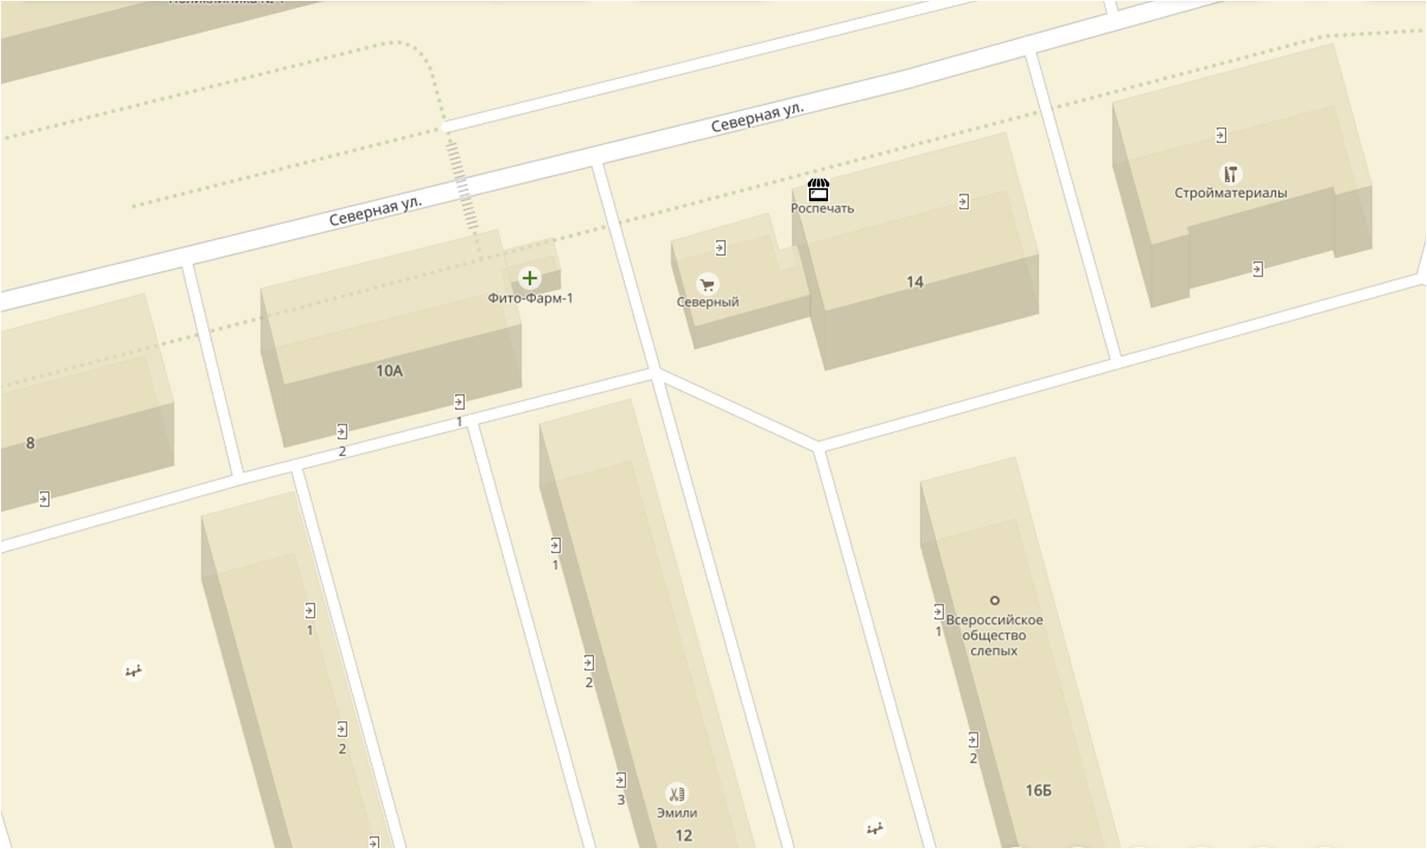 Северная ул.
Северная ул.
Роспечать
Стройматериалы
14
Северный
Фито-Фарм-1
10А
1
2
8
1
1
2
2
3
Всероссийское
общество
слепых
1
2
16Б
Эмили
12